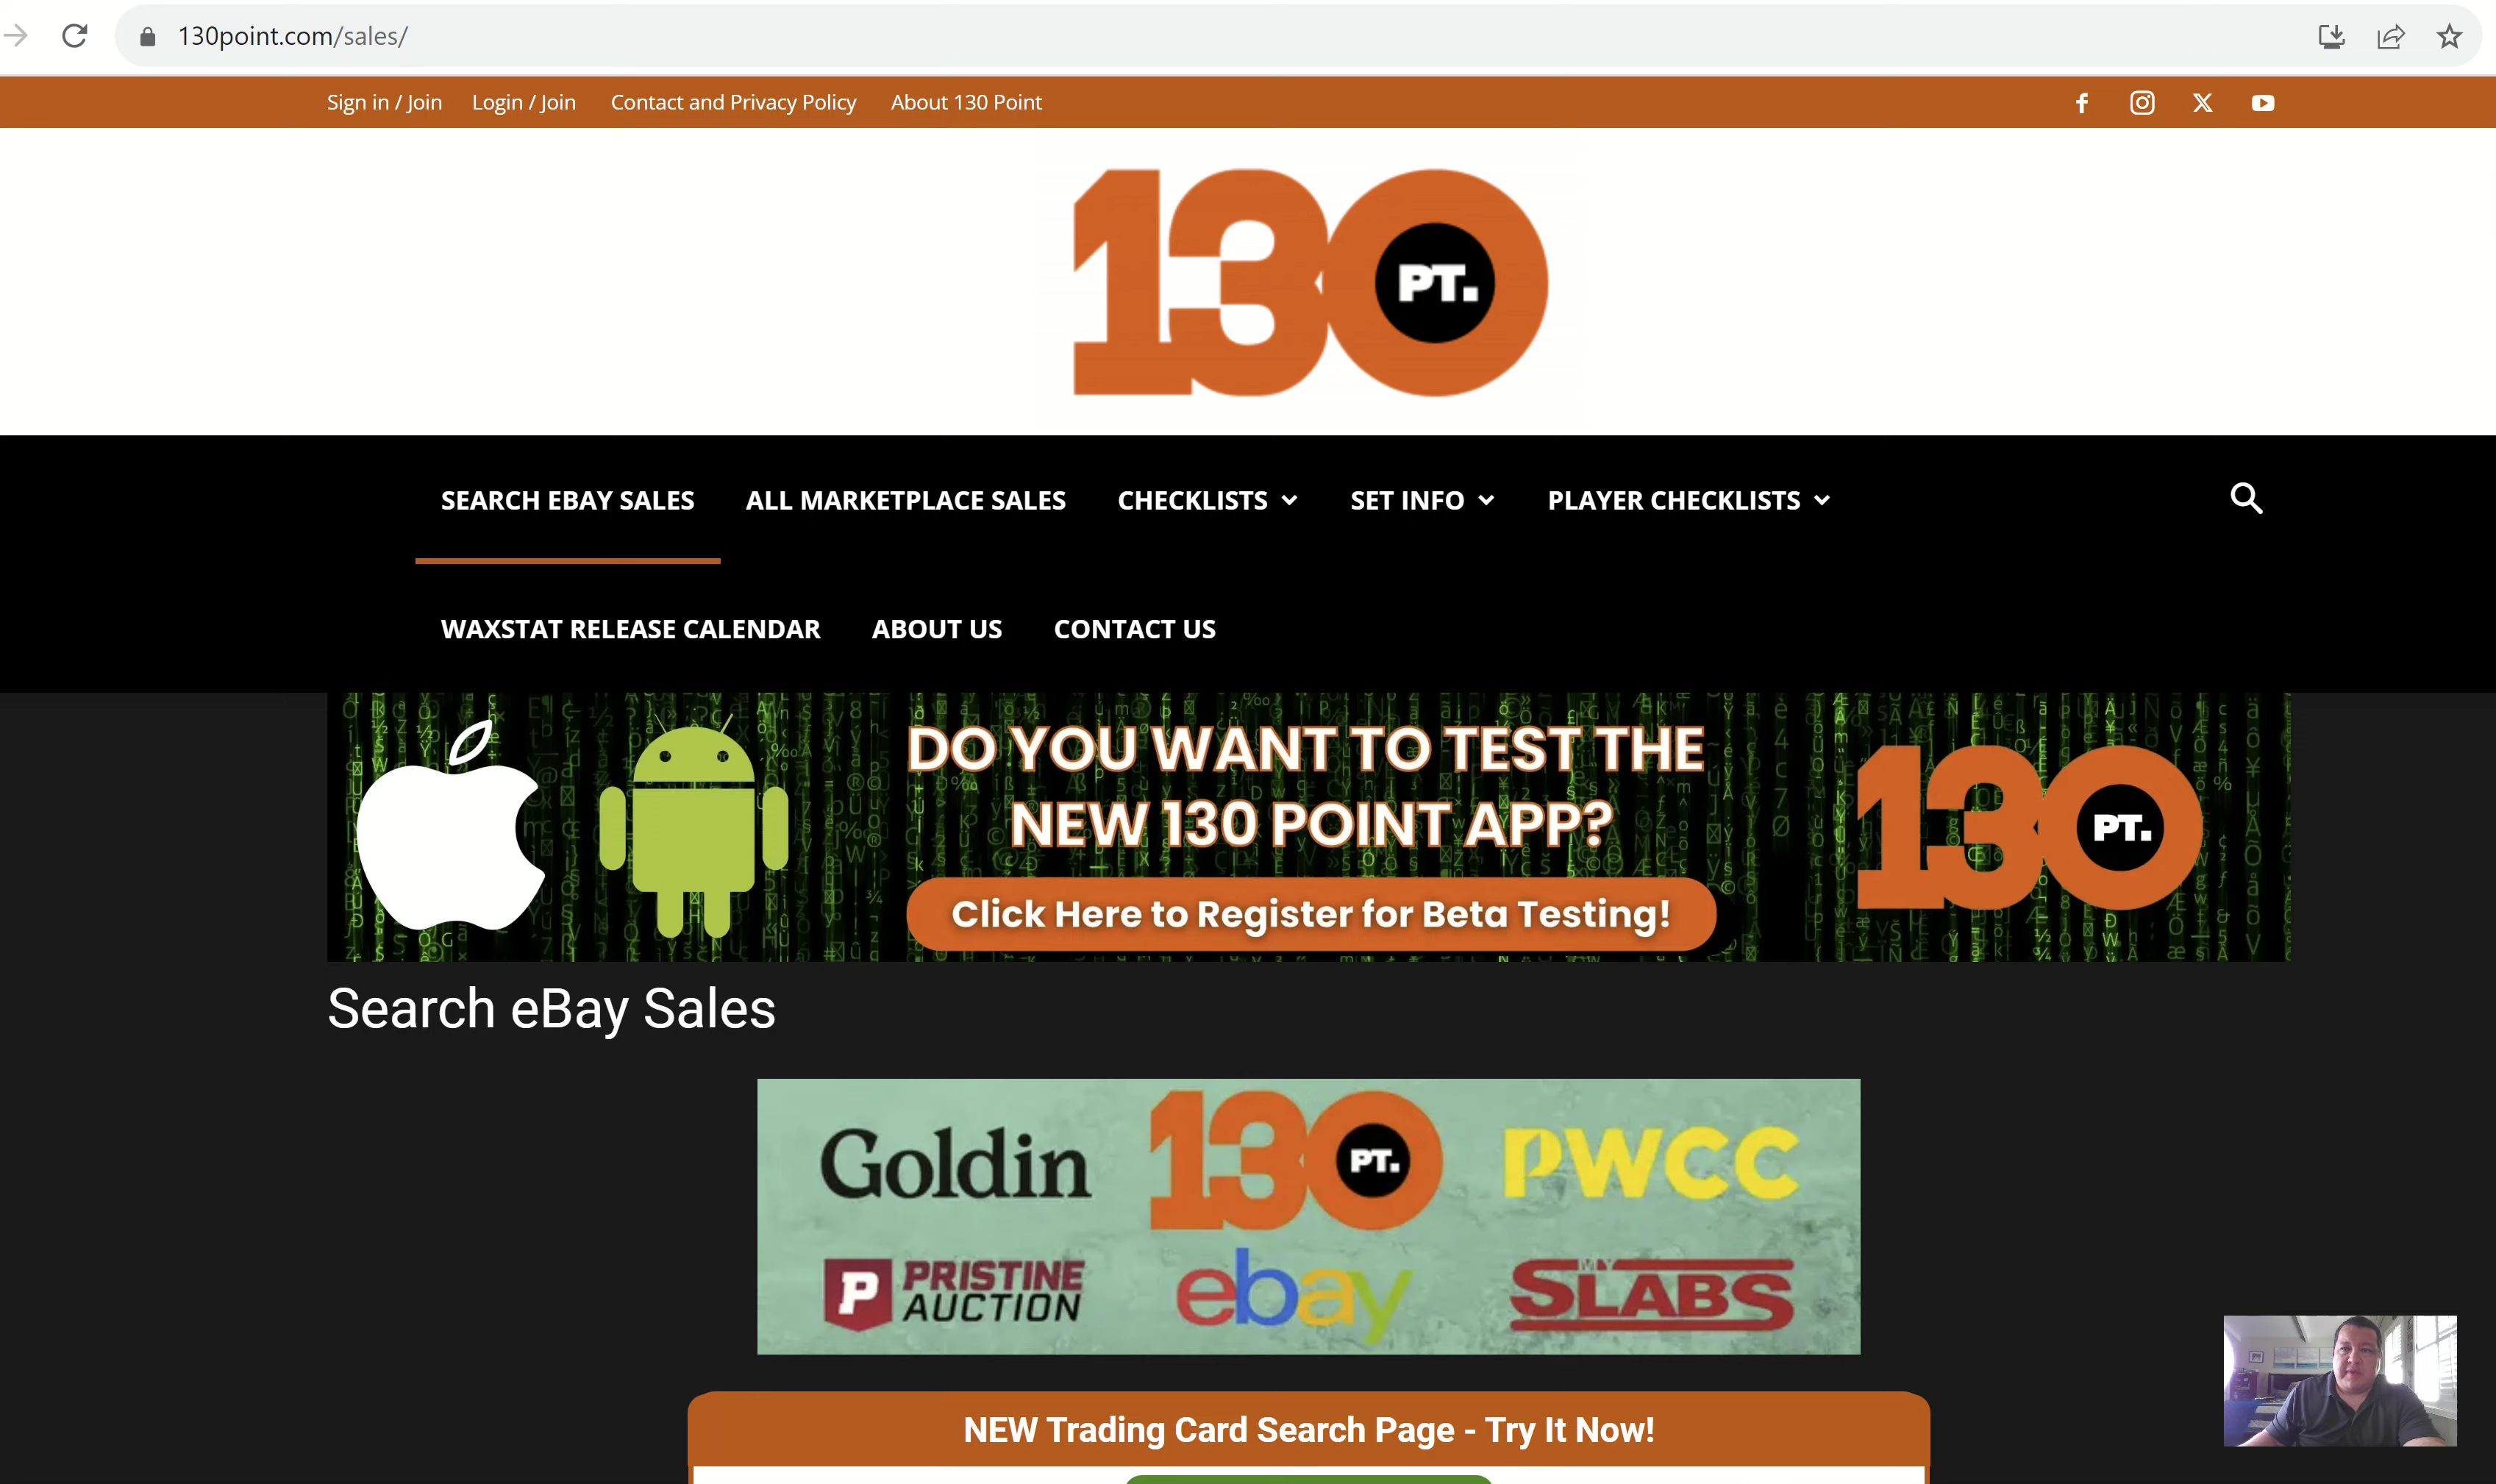 130point.com/sales/
Sign in / Join Login / Join Contact and Privacy Policy About 130 Point
130 PT.
SEARCH EBAY SALES ALL MARKETPLACE SALES CHECKLISTS SET INFO PLAYER CHECKLISTS
WAXSTAT RELEASE CALENDAR ABOUT US CONTACT US
DO YOU WANT TO TEST THE
NEW 130 POINT APP?
Click Here to Register for Beta Testing!
130 PT.
Search eBay Sales
Goldin 130 PT. PWCC
PRISTINE
AUCTION
ebay
MY
SLABS
NEW Trading Card Search Page - Try It Now!